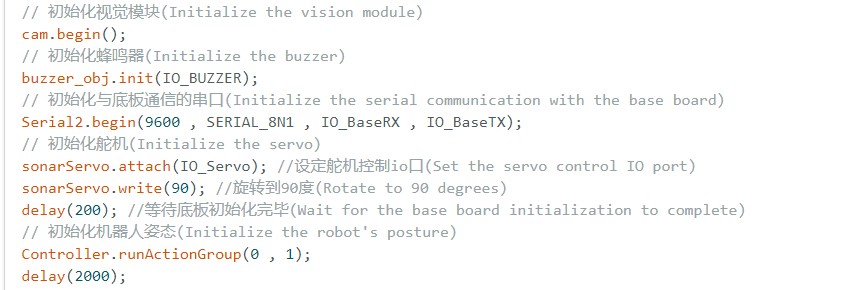 // 初始化视觉模块(Initialize the vision module)
cam.begin();
// 初始化蜂鸣器(Initialize the buzzer)
buzzer_obj.init(IO_BUZZER);
// 初始化与底板通信的串口(Initialize the serial communication with the base board)
Serial2.begin(9600 , SERIAL_8N1 , IO_BaseRX , IO_BaseTX);
// 初始化舵机(Initialize the servo)
sonarServo.attach(IO_Servo); //设定舵机控制io口(Set the servo control IO port)
sonarServo.write(90); //旋转到90度(Rotate to 90 degrees)
delay(200); //等待底板初始化完毕(Wait for the base board initialization to complete)
// 初始化机器人姿态(Initialize the robot's posture)
Controller.runActionGroup(0 , 1);
delay(2000);